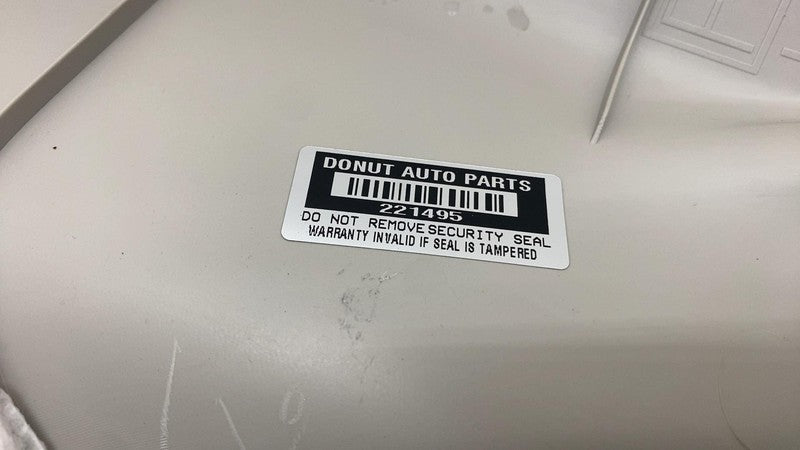 DONUT AUTO PARTS
221495
DO NOT REMOVE SECURITY SEAL
WARRANTY INVALID IF SEAL IS TAMPERED